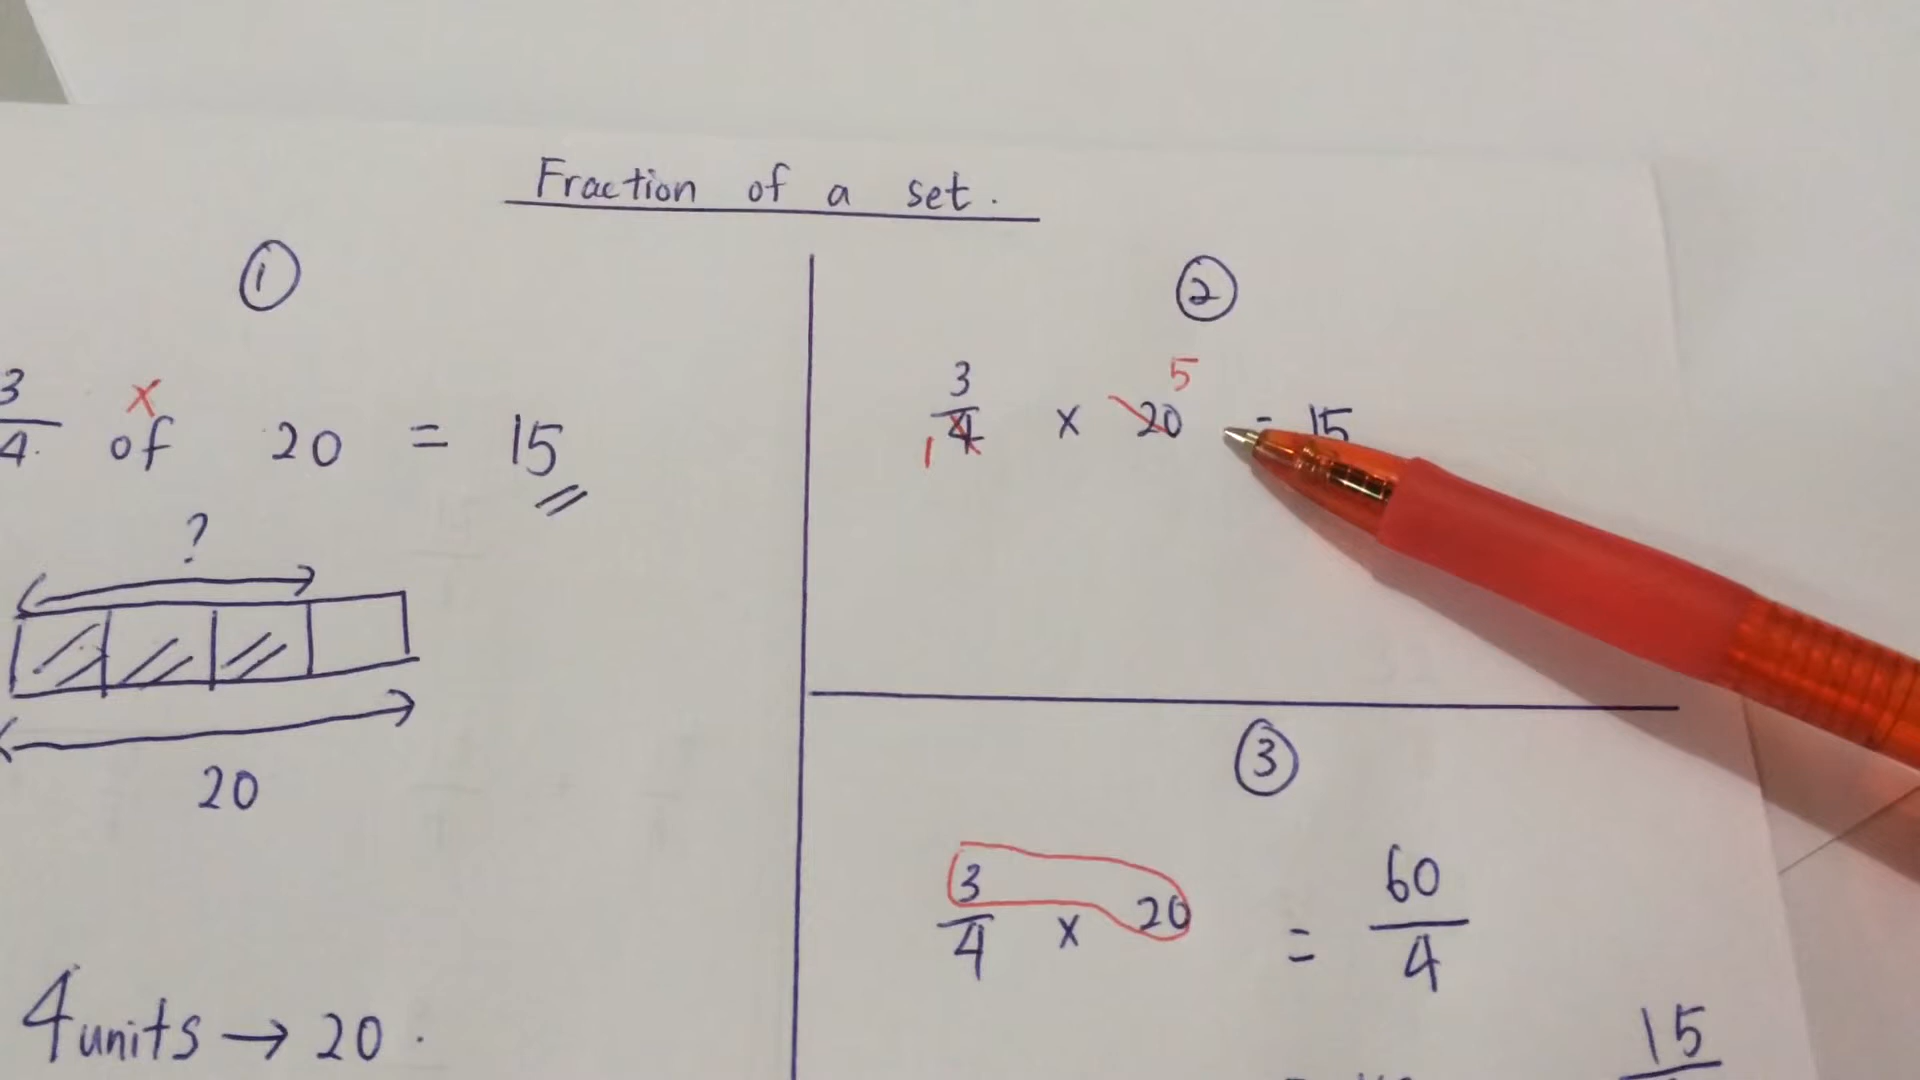 Fraction of a set.
①
3/4 of 20 = 15
x
?
20
4 units → 20.
②
3/4 x 20 = 15
1 5
③
3/4 x 20 = 60/4
15